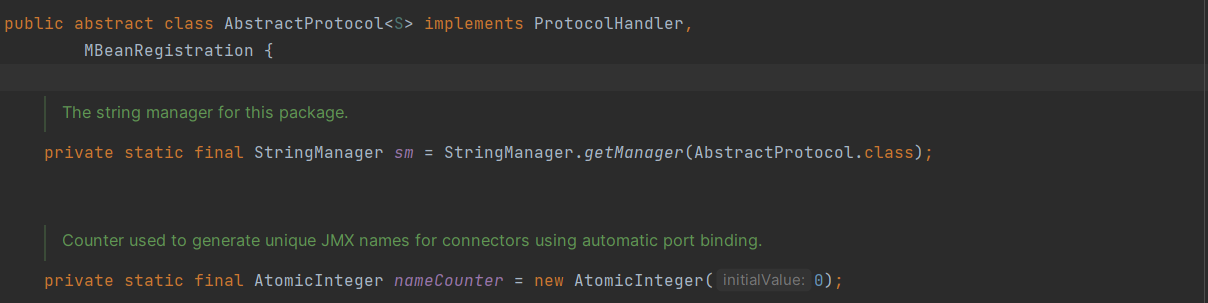 public abstract class AbstractProtocol<S> implements ProtocolHandler,
MBeanRegistration {
The string manager for this package.
private static final StringManager sm = StringManager.getManager(AbstractProtocol.class);
Counter used to generate unique JMX names for connectors using automatic port binding.
private static final AtomicInteger nameCounter = new AtomicInteger( initialValue: 0);